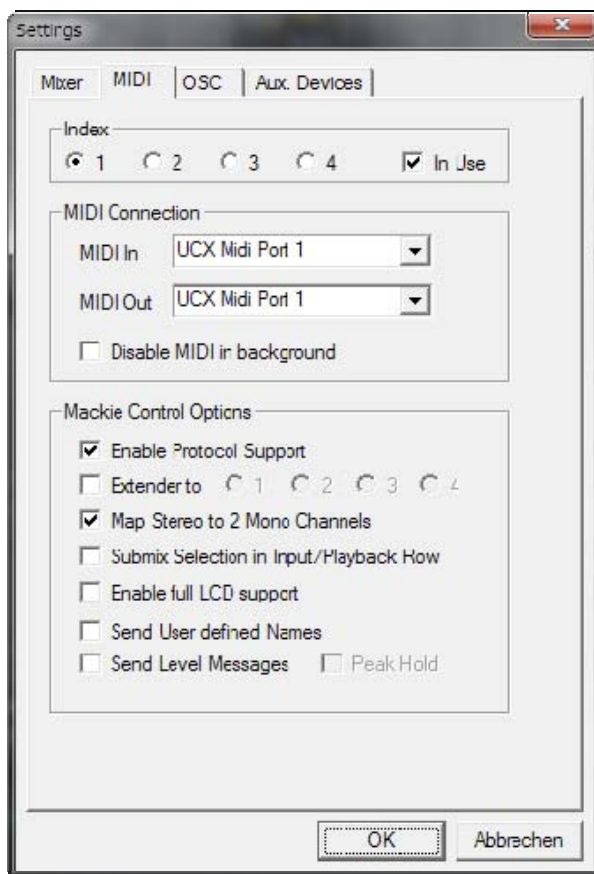 Settings
Mixer MIDI OSC Aux. Devices
Index
1 2 3 4 In Use
MIDI Connection
MIDI In UCX Midi Port 1
MIDI Out UCX Midi Port 1
Disable MIDI in background
Mackie Control Options
Enable Protocol Support
Extender to 1 2 3 4
Map Stereo to 2 Mono Channels
Submix Selection in Input/Playback Row
Enable full LCD support
Send User defined Names
Send Level Messages Peak Hold
OK Abbrechen